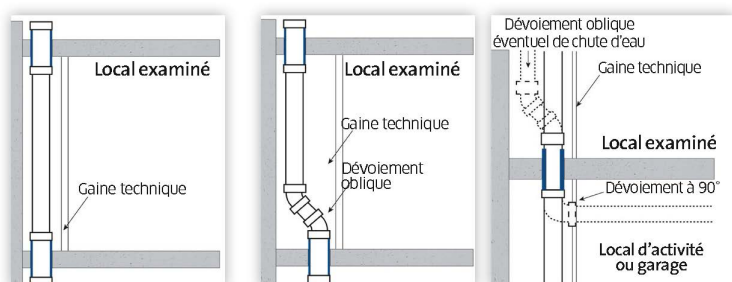 Local examiné
Gaine technique
Local examiné
Gaine technique
Dévoiement
oblique
Dévoiement oblique
éventuel de chute d'eau
Gaine technique
Local examiné
Dévoiement à 90°
Local d'activité
ou garage